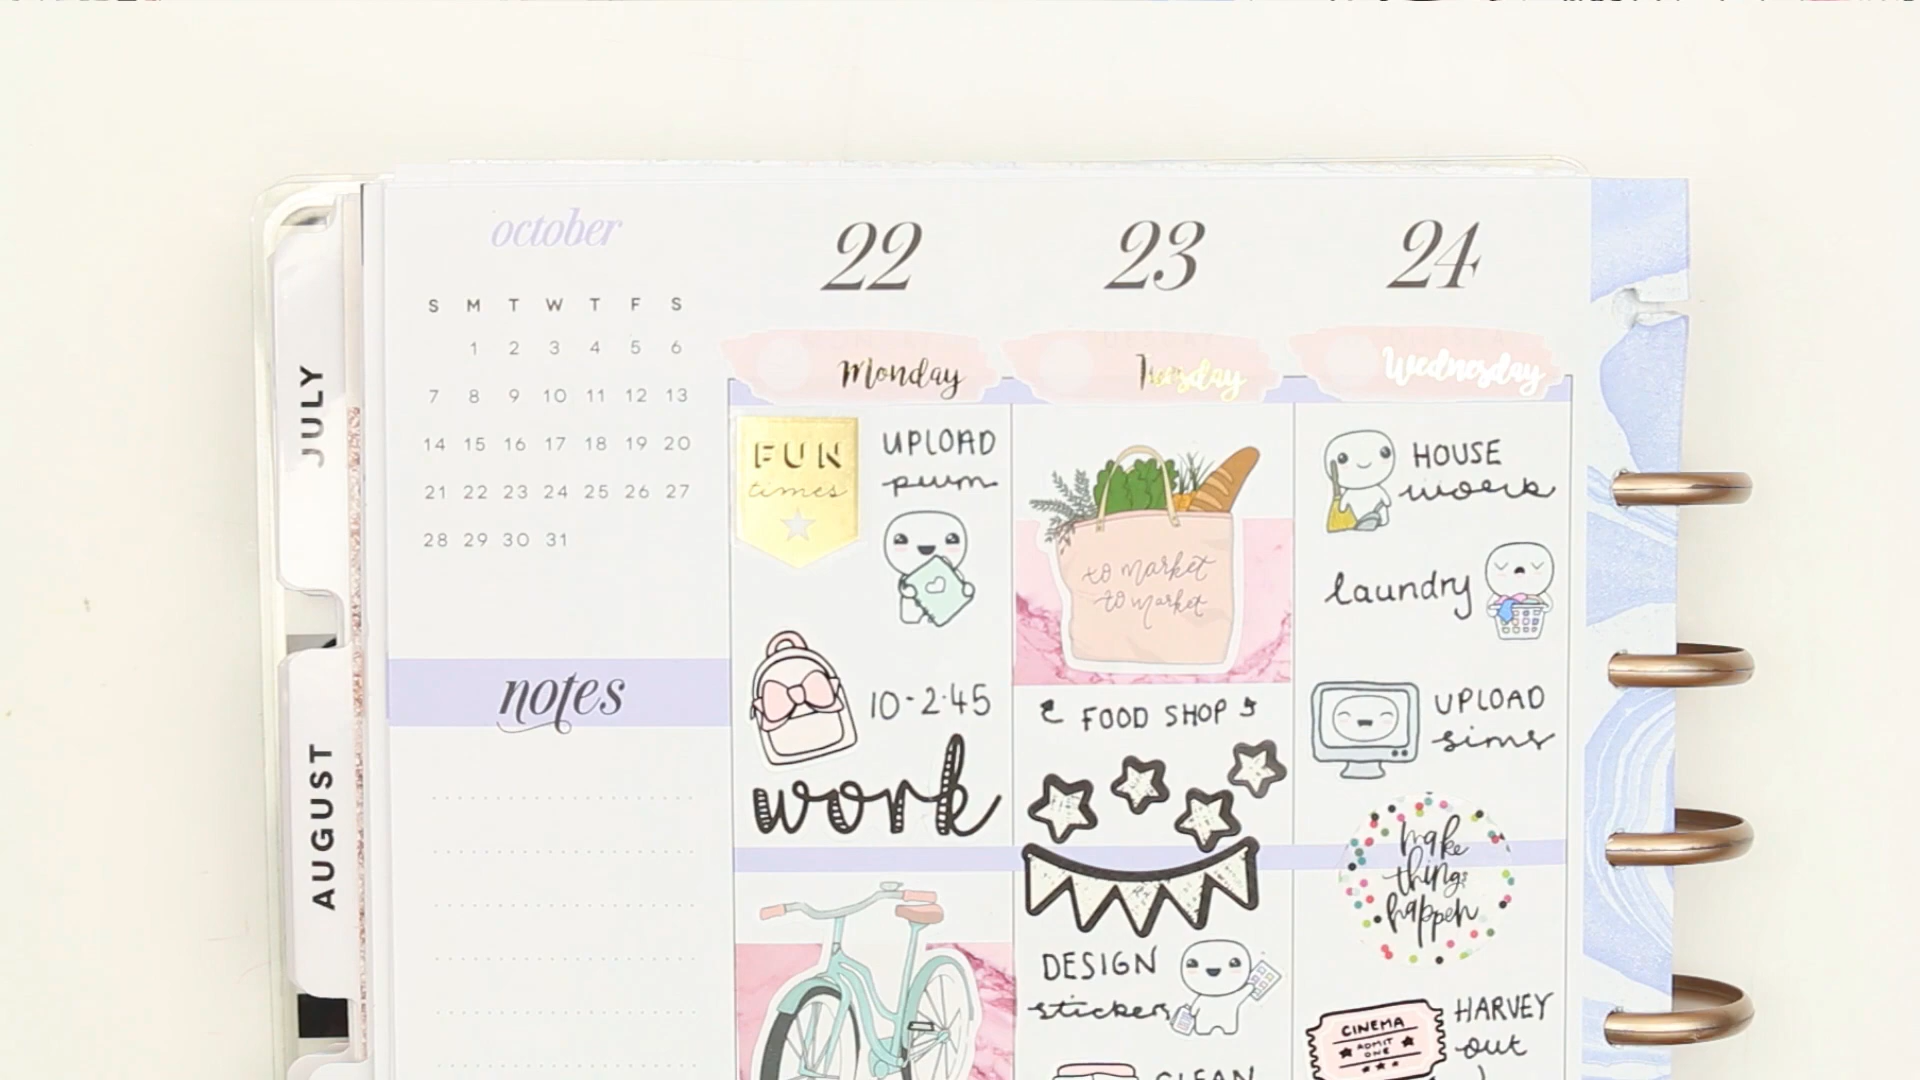 october
S M T W T F S
1 2 3 4 5 6
7 8 9 10 11 12 13
14 15 16 17 18 19 20
21 22 23 24 25 26 27
28 29 30 31
notes
JULY
AUGUST
22
Monday
FUN
times
UPLOAD
pwm
10-2.45
work
23
Tuesday
to market
to market
FOOD SHOP
DESIGN
stickers
CLEAN
24
Wednesday
HOUSE
work
laundry
UPLOAD
sims
make
things
happen
CINEMA
ADMIT
ONE
HARVEY
out